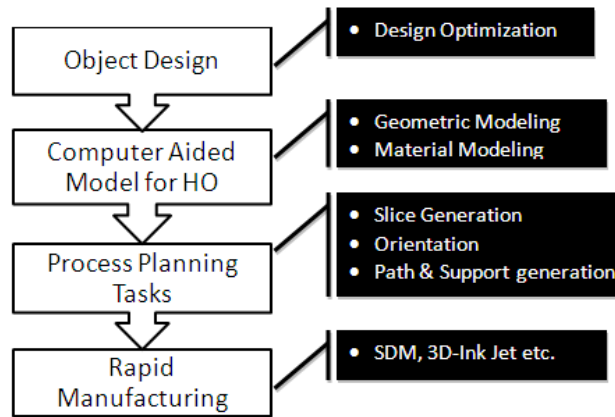 Object Design
• Design Optimization
Computer Aided
Model for HO
• Geometric Modeling
• Material Modeling
Process Planning
Tasks
• Slice Generation
• Orientation
• Path & Support generation
Rapid
Manufacturing
• SDM, 3D-Ink Jet etc.